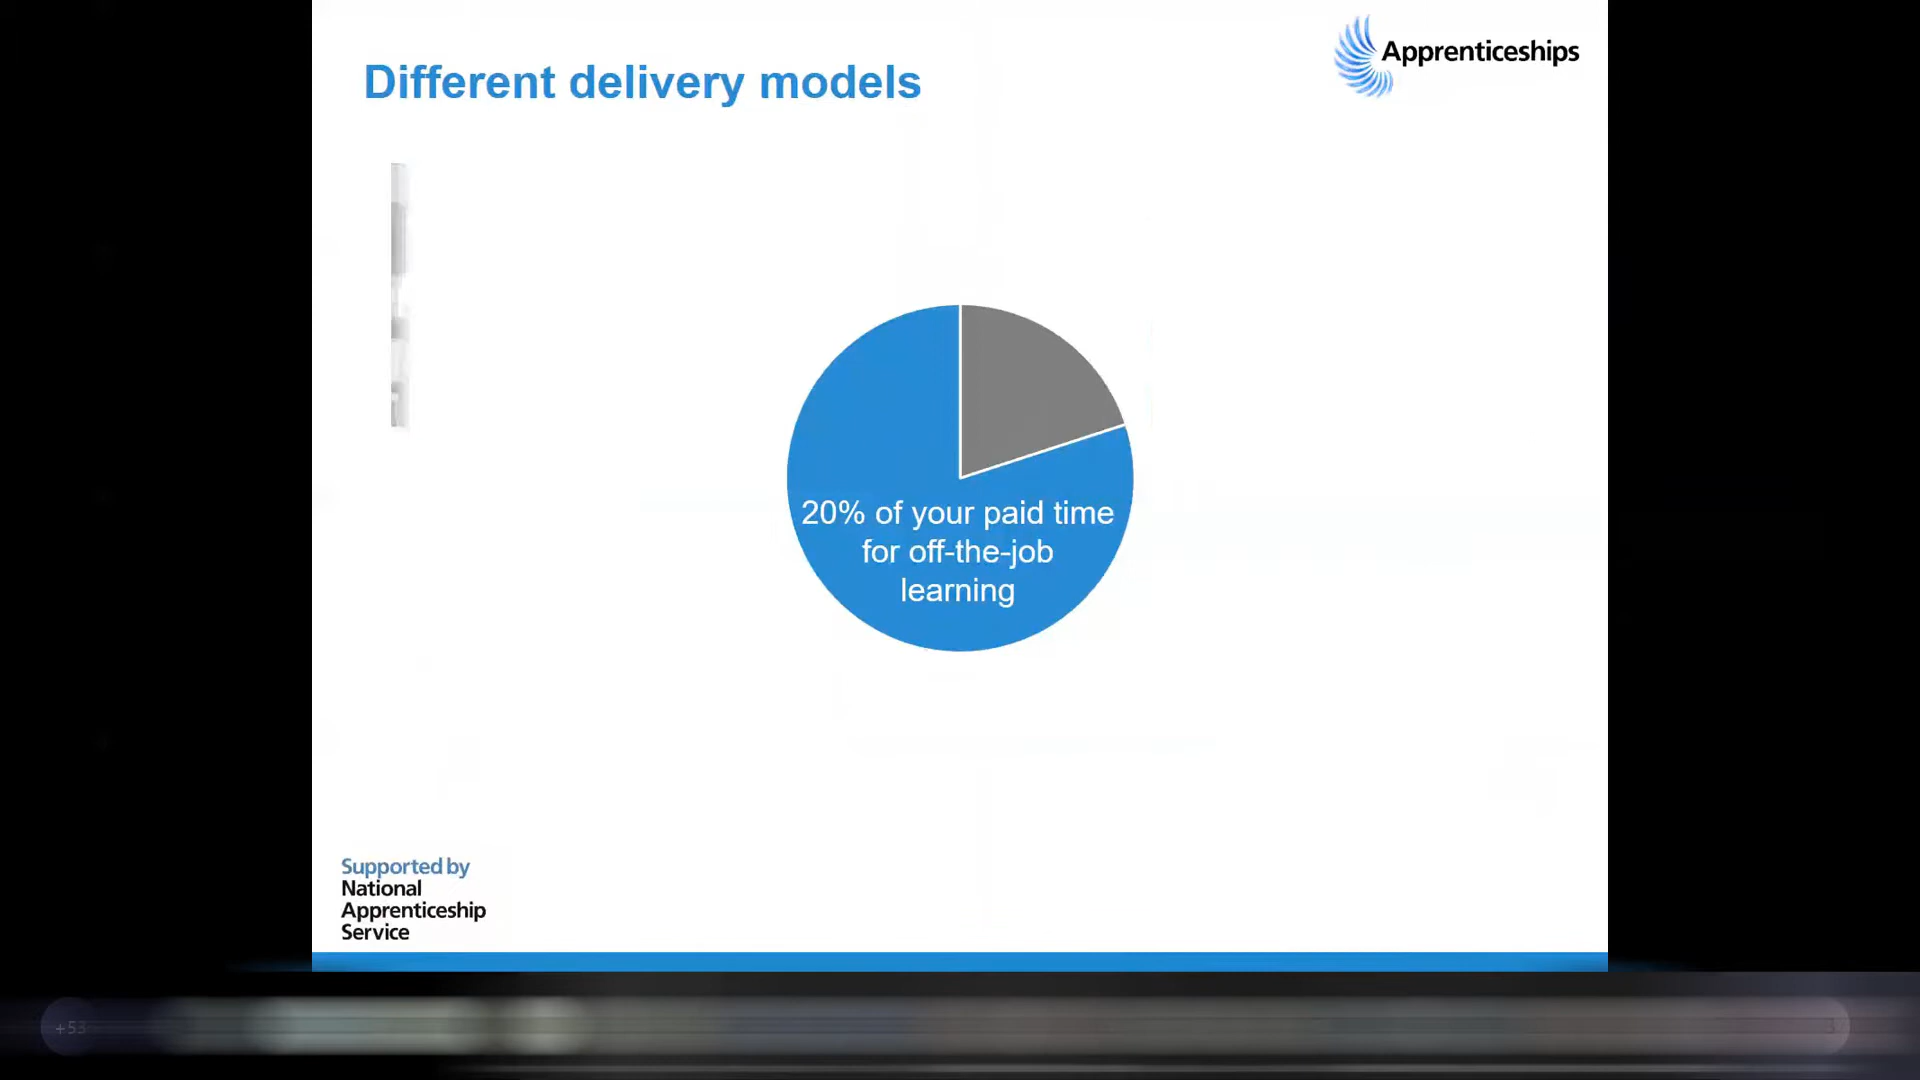 Different delivery models
Apprenticeships
20% of your paid time
for off-the-job
learning
Supported by
National
Apprenticeship
Service
+53